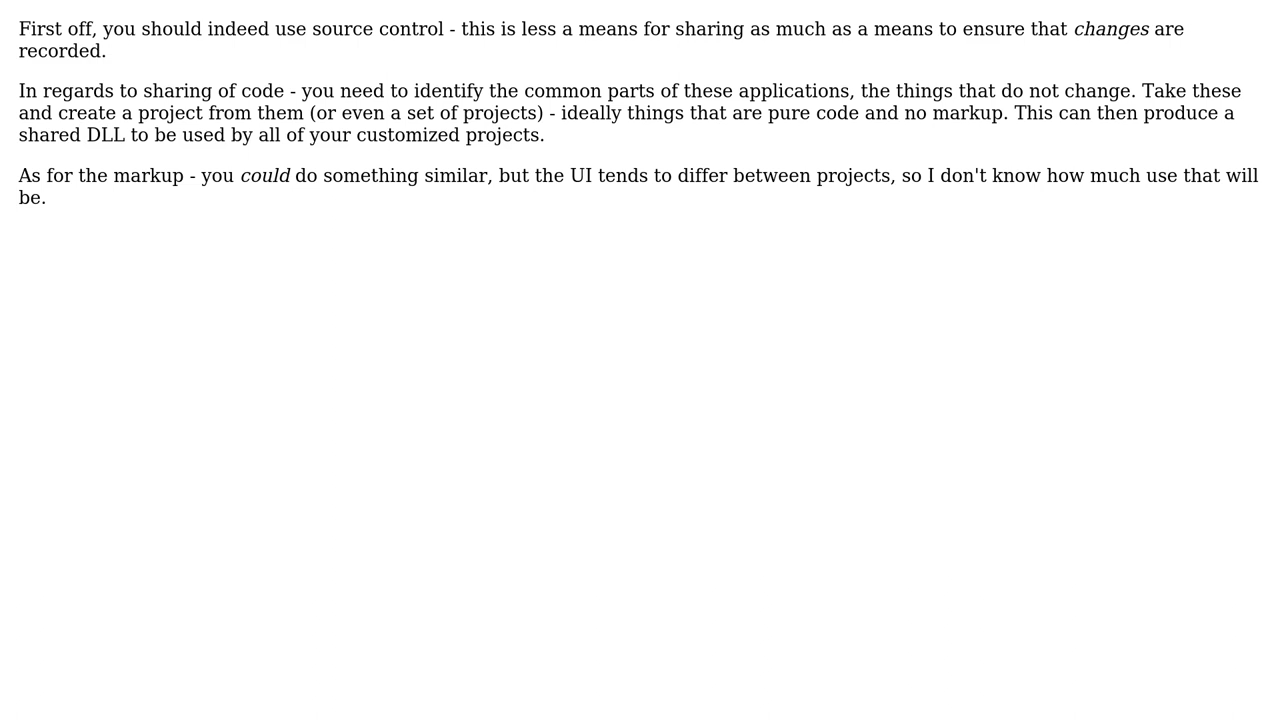 First off, you should indeed use source control - this is less a means for sharing as much as a means to ensure that changes are
recorded.
In regards to sharing of code - you need to identify the common parts of these applications, the things that do not change. Take these
and create a project from them (or even a set of projects) - ideally things that are pure code and no markup. This can then produce a
shared DLL to be used by all of your customized projects.
As for the markup - you could do something similar, but the UI tends to differ between projects, so I don't know how much use that will
be.